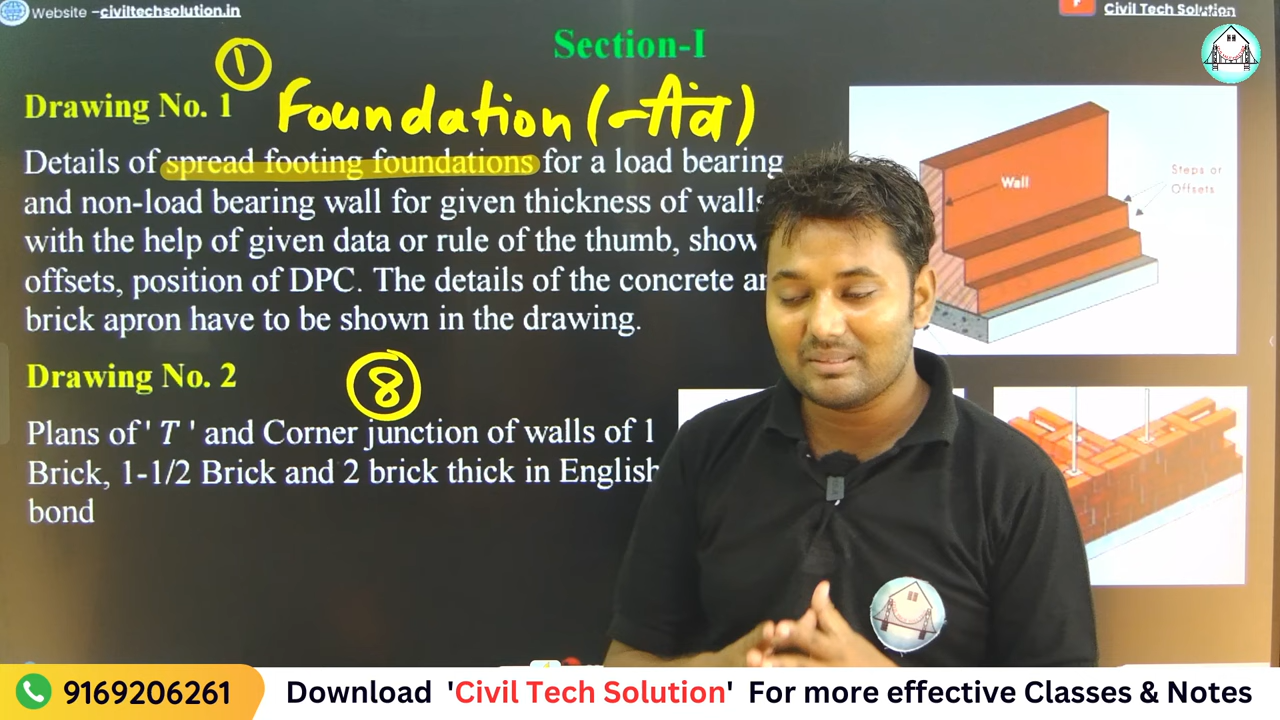 Website -civiltechsolution.in
Civil Tech Solution
Section-I
1
Drawing No. 1
Foundation (नींव)
Details of spread footing foundations for a load bearing
and non-load bearing wall for given thickness of walls
with the help of given data or rule of the thumb, show
offsets, position of DPC. The details of the concrete an
brick apron have to be shown in the drawing.
Wall
Steps or
Offsets
Drawing No. 2
8
Plans of ' T ' and Corner junction of walls of 1
Brick, 1-1/2 Brick and 2 brick thick in English
bond
9169206261
Download 'Civil Tech Solution' For more effective Classes & Notes